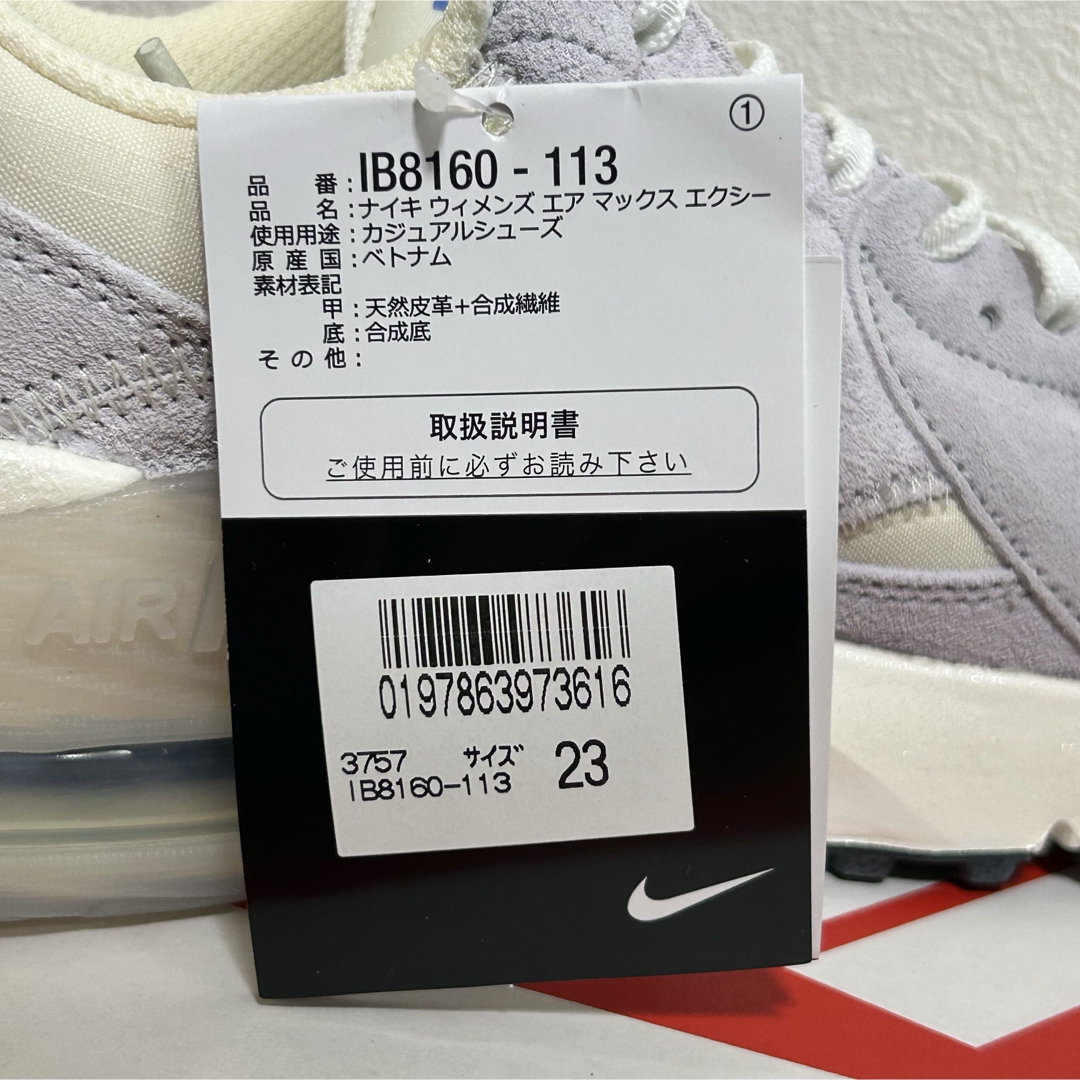 ①
品番:IB8160 - 113
品名:ナイキ ウィメンズ エア マックス エクシー
使用用途:カジュアルシューズ
原産国:ベトナム
素材表記
甲:天然皮革+合成繊維
底:合成底
その他:
取扱説明書
ご使用前に必ずお読み下さい
AIR
0197863973616
3757 サイズ 23
IB8160-113